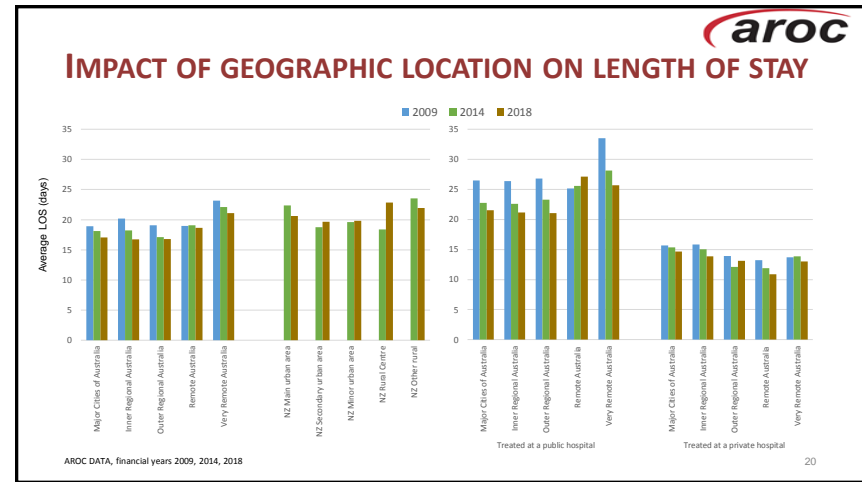 aroc
IMPACT OF GEOGRAPHIC LOCATION ON LENGTH OF STAY
2009 2014 2018
Average LOS (days)
35
30
25
20
15
10
5
0
Major Cities of Australia
Inner Regional Australia
Outer Regional Australia
Remote Australia
Very Remote Australia
NZ Main urban area
NZ Secondary urban area
NZ Minor urban area
NZ Rural Centre
NZ Other rural
35
30
25
20
15
10
5
0
Major Cities of Australia
Inner Regional Australia
Outer Regional Australia
Remote Australia
Very Remote Australia
Major Cities of Australia
Inner Regional Australia
Outer Regional Australia
Remote Australia
Very Remote Australia
Treated at a public hospital
Treated at a private hospital
AROC DATA, financial years 2009, 2014, 2018
20